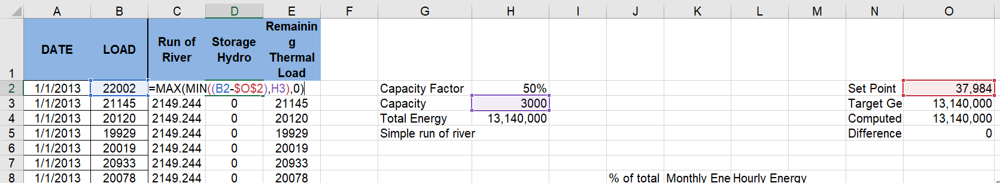 A B C D E F G H I J K L M N O
1 DATE LOAD Run of River Storage Hydro Remainin g Thermal Load
2 1/1/2013 22002 =MAX(MIN((B2-$O$2),H3),0) Capacity Factor 50% Set Point 37,984
3 1/1/2013 21145 2149.244 0 21145 Capacity 3000 Target Ge 13,140,000
4 1/1/2013 20120 2149.244 0 20120 Total Energy 13,140,000 Computed 13,140,000
5 1/1/2013 19929 2149.244 0 19929 Simple run of river Difference 0
6 1/1/2013 20019 2149.244 0 20019
7 1/1/2013 20933 2149.244 0 20933
8 1/1/2013 20078 2149.244 0 20078 % of total Monthly Ene Hourly Energy